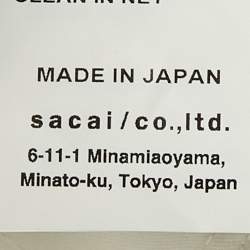 MADE IN JAPAN
sacai/co.,ltd.
6-11-1 Minamiaoyama,
Minato-ku, Tokyo, Japan